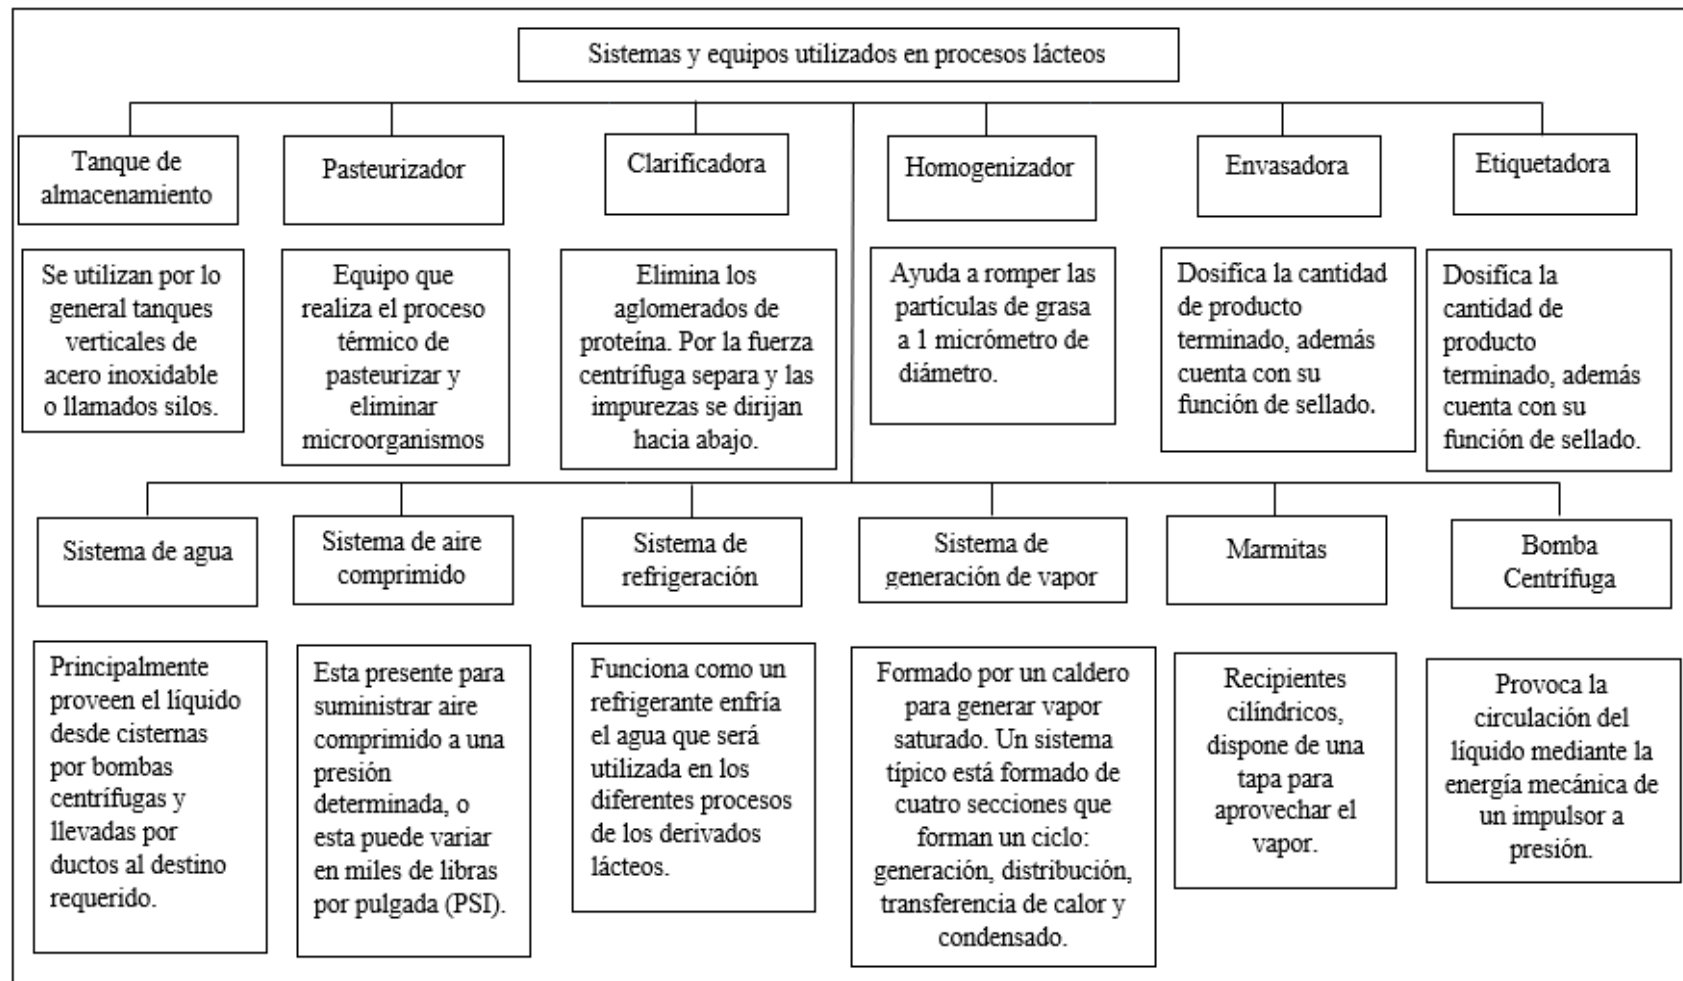 Sistemas y equipos utilizados en procesos lácteos
Tanque de
almacenamiento
Pasteurizador
Clarificadora
Homogenizador
Envasadora
Etiquetadora
Se utilizan por lo
general tanques
verticales de
acero inoxidable
o llamados silos.
Equipo que
realiza el proceso
térmico de
pasteurizar y
eliminar
microorganismos
Elimina los
aglomerados de
proteína. Por la fuerza
centrífuga separa y las
impurezas se dirijan
hacia abajo.
Ayuda a romper las
partículas de grasa
a 1 micrómetro de
diámetro.
Dosifica la cantidad
de producto
terminado, además
cuenta con su
función de sellado.
Dosifica la
cantidad de
producto
terminado, además
cuenta con su
función de sellado.
Sistema de agua
Sistema de aire
comprimido
Sistema de
refrigeración
Sistema de
generación de vapor
Marmitas
Bomba
Centrífuga
Principalmente
proveen el líquido
desde cisternas
por bombas
centrífugas y
llevadas por
ductos al destino
requerido.
Esta presente para
suministrar aire
comprimido a una
presión
determinada, o
esta puede variar
en miles de libras
por pulgada (PSI).
Funciona como un
refrigerante enfría
el agua que será
utilizada en los
diferentes procesos
de los derivados
lácteos.
Formado por un caldero
para generar vapor
saturado. Un sistema
típico está formado de
cuatro secciones que
forman un ciclo:
generación, distribución,
transferencia de calor y
condensado.
Recipientes
cilíndricos,
dispone de una
tapa para
aprovechar el
vapor.
Provoca la
circulación del
líquido mediante la
energía mecánica de
un impulsor a
presión.